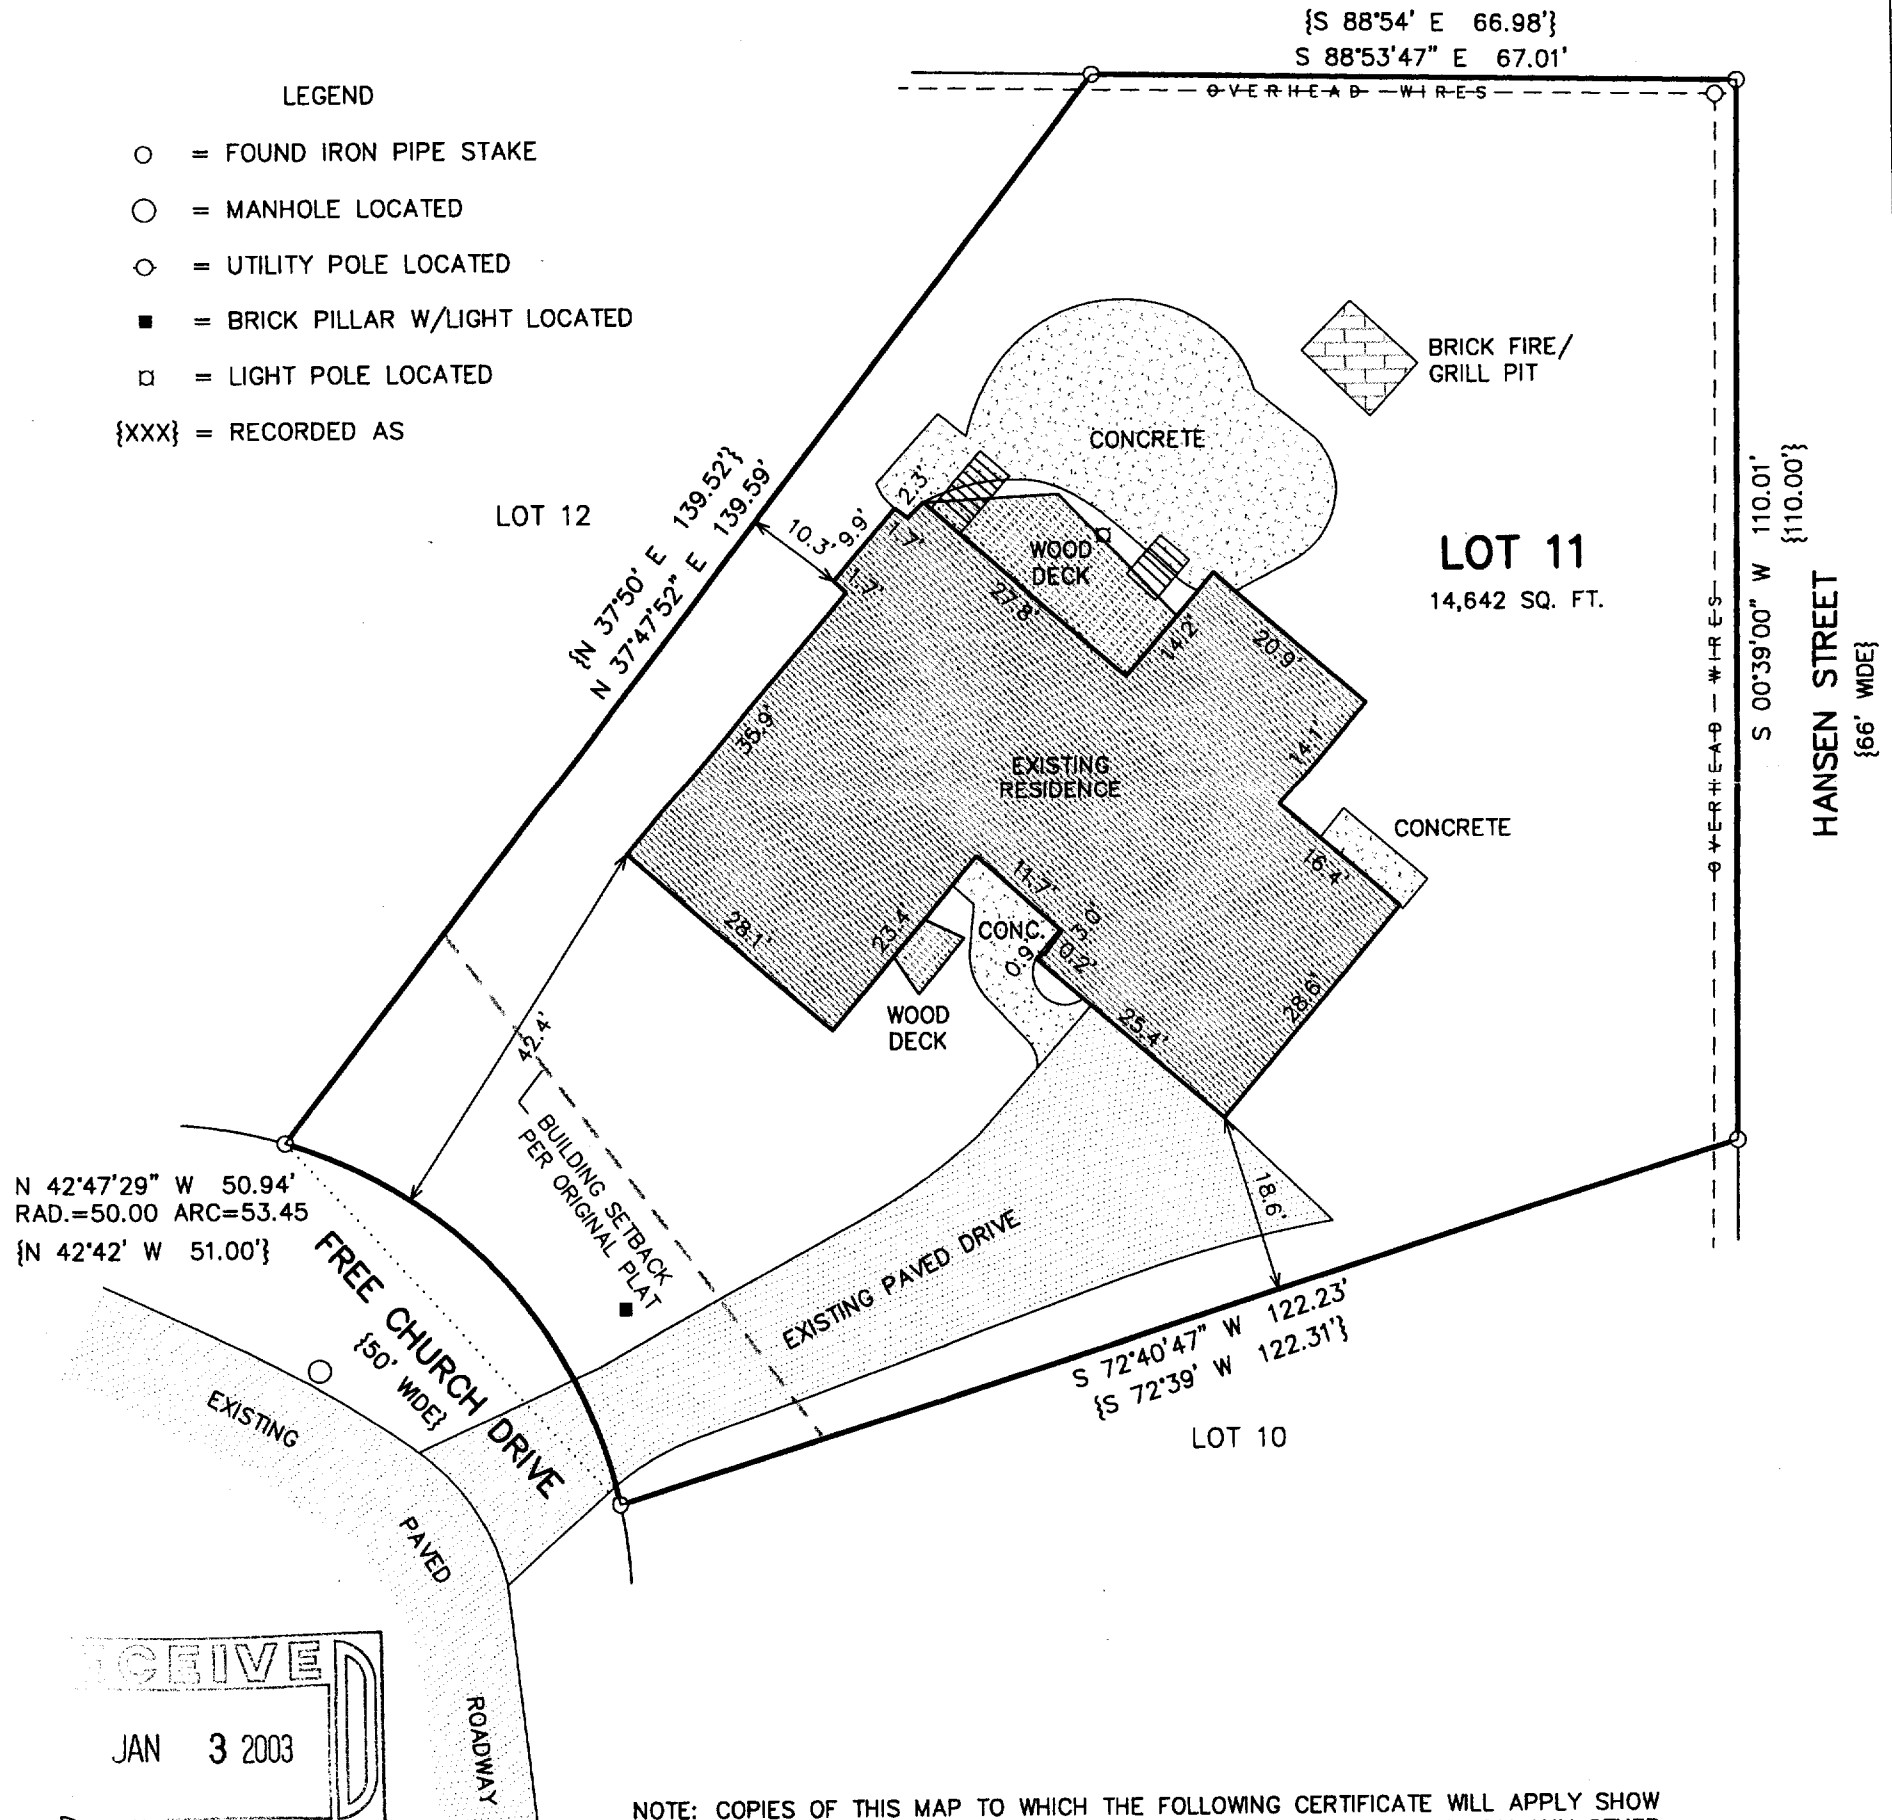 {S 88°54' E 66.98'}
S 88°53'47" E 67.01'
OVERHEAD WIRES
LEGEND
= FOUND IRON PIPE STAKE
= MANHOLE LOCATED
= UTILITY POLE LOCATED
= BRICK PILLAR W/LIGHT LOCATED
= LIGHT POLE LOCATED
{XXX} = RECORDED AS
LOT 12
{N 37°50' E 139.52'}
N 37°47'52" E 139.59'
10.3'
9.9'
2.3'
1.7'
1.7'
CONCRETE
BRICK FIRE/
GRILL PIT
WOOD
DECK
27.8'
14.2'
20.9'
LOT 11
14,642 SQ. FT.
OVERHEAD WIRES
S 00°39'00" W 110.01'
{110.00'}
HANSEN STREET
{66' WIDE}
35.9'
EXISTING
RESIDENCE
14.1'
CONCRETE
16.4'
28.1'
23.4'
11.7'
CONC.
3.0'
0.9'
0.2'
WOOD
DECK
25.4'
28.6'
42.4'
BUILDING SETBACK
PER ORIGINAL PLAT
18.6'
EXISTING PAVED DRIVE
N 42°47'29" W 50.94'
RAD.=50.00 ARC=53.45
{N 42°42' W 51.00'}
FREE CHURCH DRIVE
{50' WIDE}
S 72°40'47" W 122.23'
{S 72°39' W 122.31'}
LOT 10
EXISTING
PAVED
ROADWAY
CEIVE D
JAN 3 2003
NOTE: COPIES OF THIS MAP TO WHICH THE FOLLOWING CERTIFICATE WILL APPLY SHOW